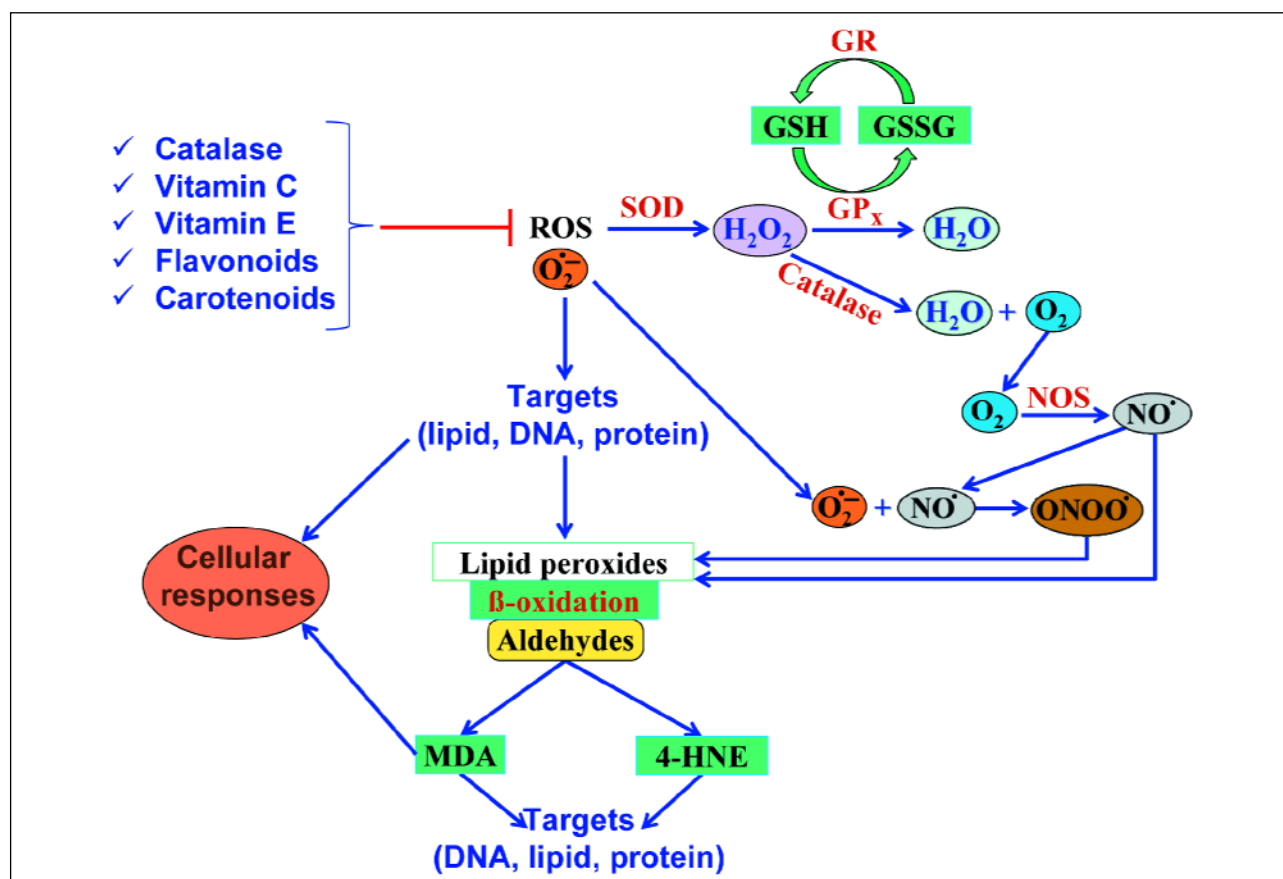 GR
GSH
GSSG
✓ Catalase
✓ Vitamin C
✓ Vitamin E
✓ Flavonoids
✓ Carotenoids
ROS
O₂•−
SOD
H₂O₂
GPₓ
H₂O
Catalase
H₂O + O₂
O₂
NOS
NO•
Targets
(lipid, DNA, protein)
O₂•− + NO•
ONOO•
Cellular
responses
Lipid peroxides
ß-oxidation
Aldehydes
MDA
4-HNE
Targets
(DNA, lipid, protein)